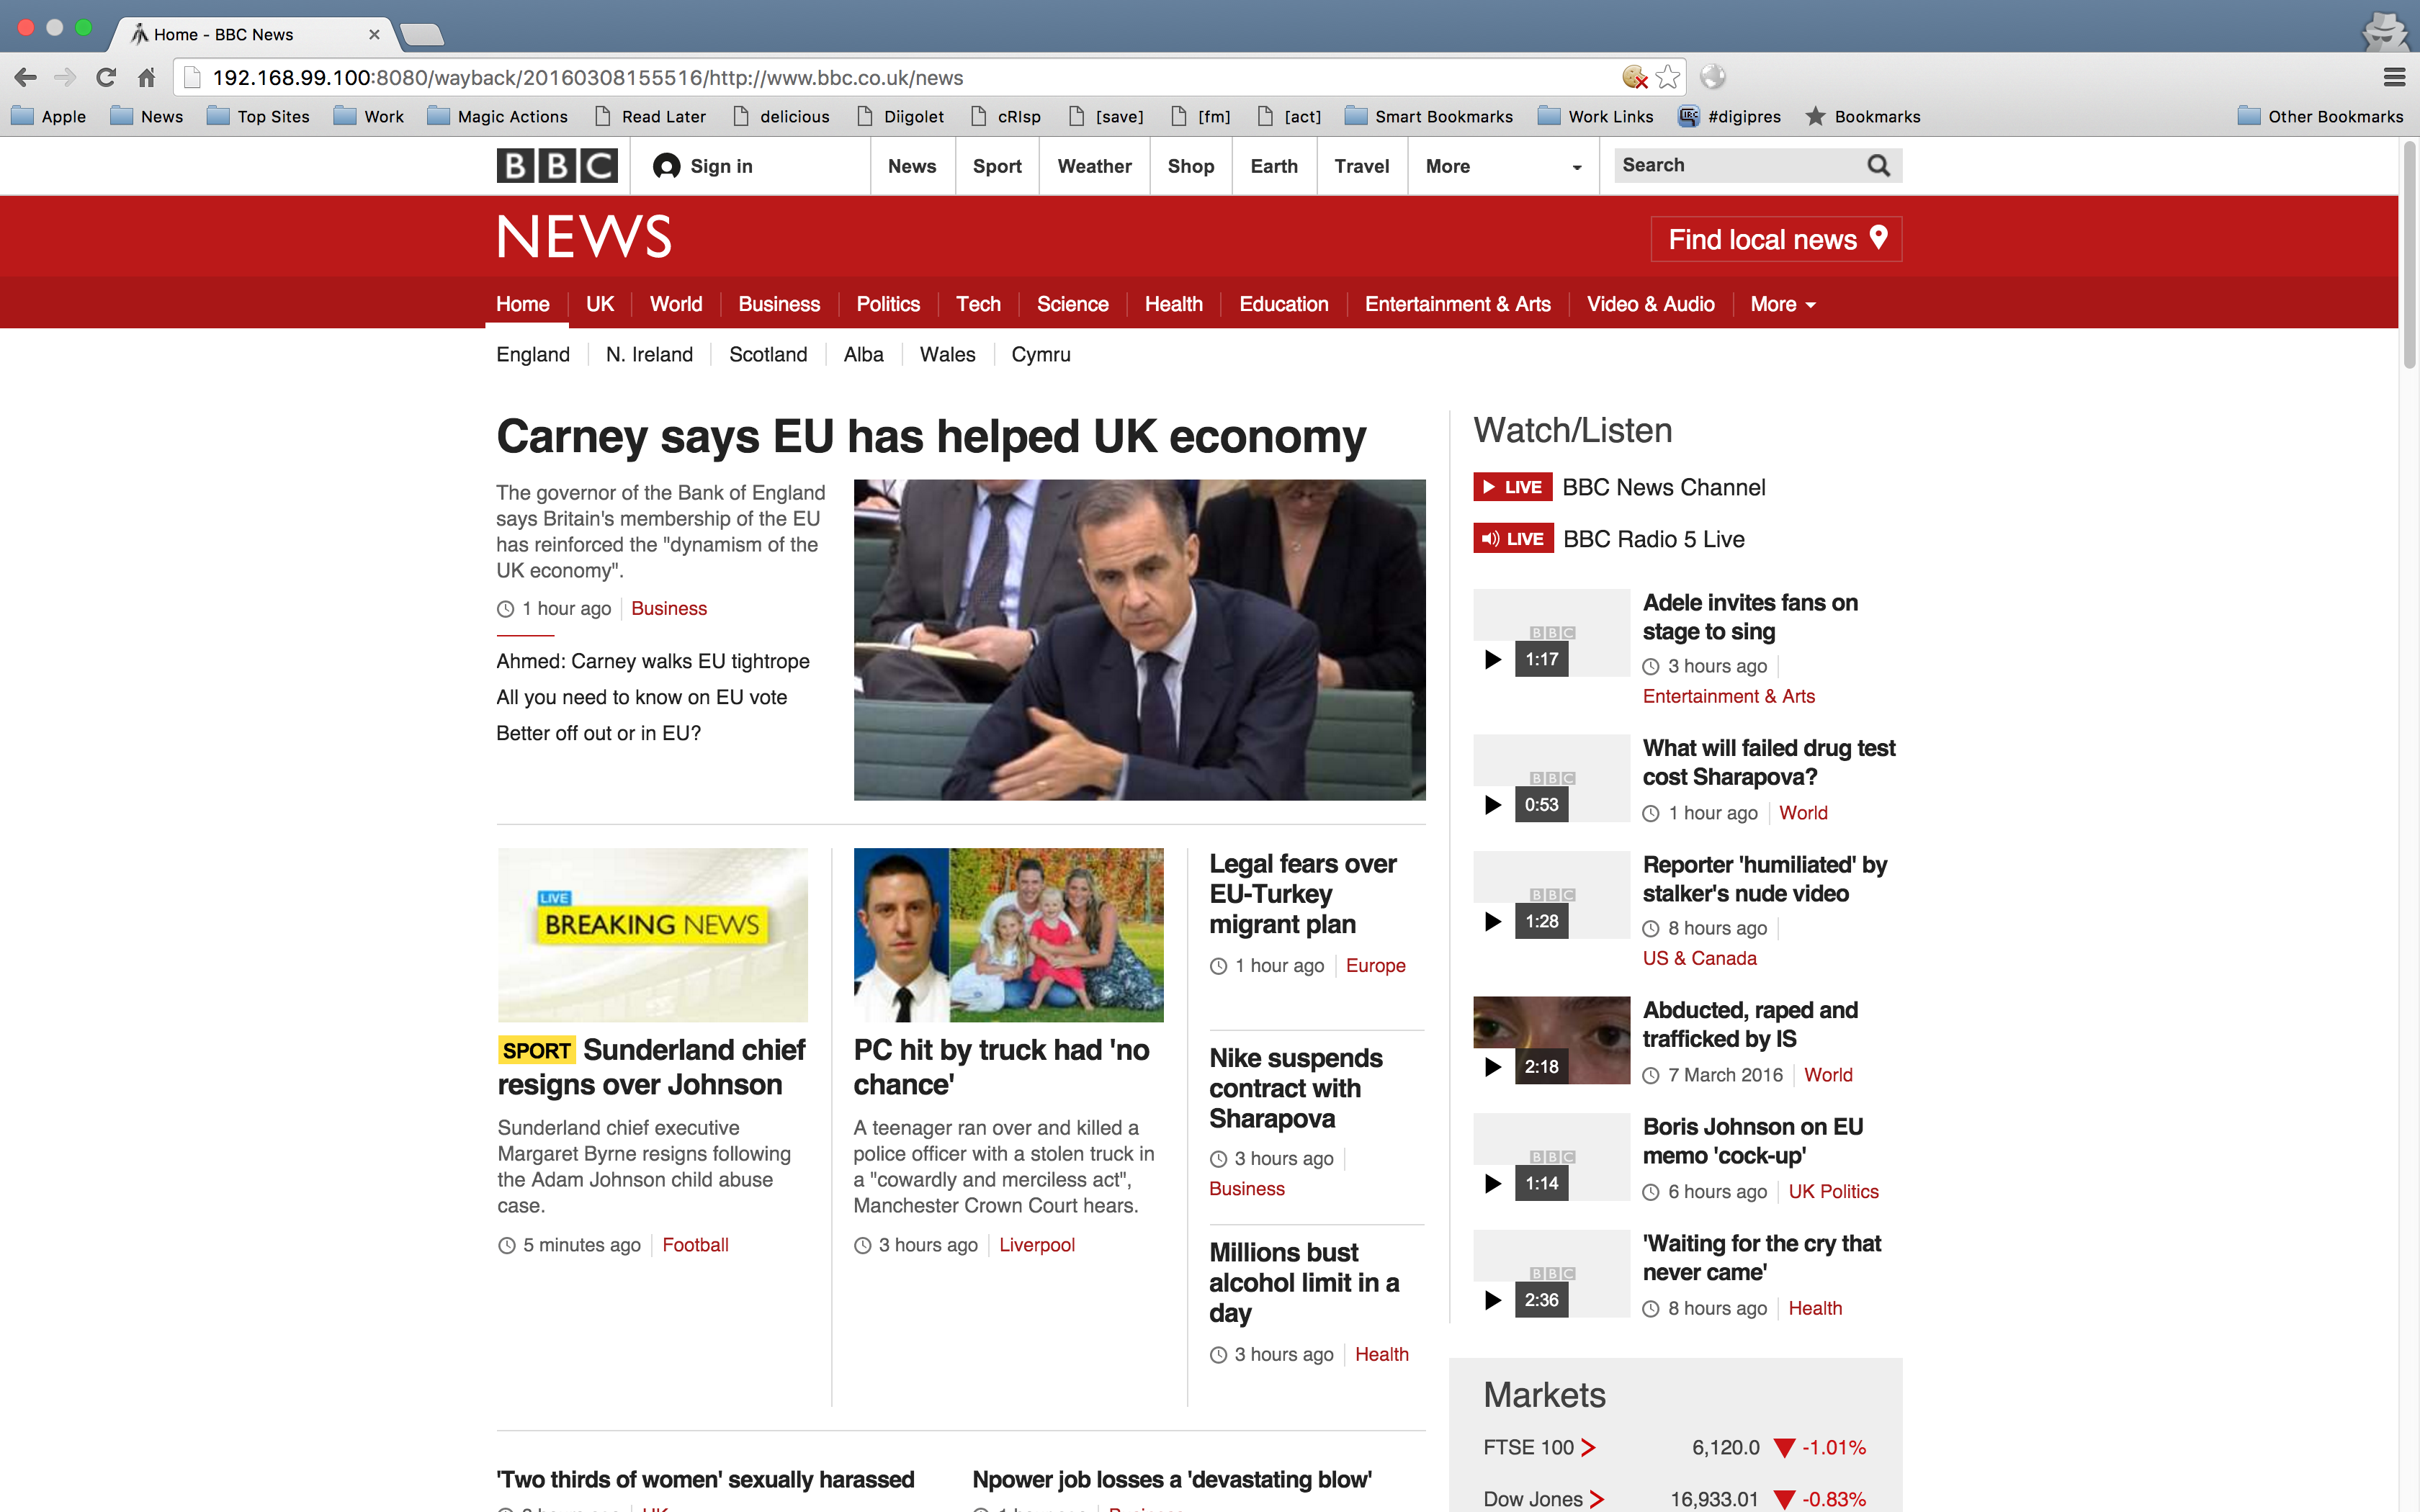 Home - BBC News
192.168.99.100:8080/wayback/20160308155516/http://www.bbc.co.uk/news
Apple News Top Sites Work Magic Actions Read Later delicious Diigolet cRIsp [save] [fm] [act] Smart Bookmarks Work Links #digipres Bookmarks Other Bookmarks
BBC Sign in News Sport Weather Shop Earth Travel More Search
NEWS
Find local news
Home UK World Business Politics Tech Science Health Education Entertainment & Arts Video & Audio More
England N. Ireland Scotland Alba Wales Cymru
Carney says EU has helped UK economy
The governor of the Bank of England
says Britain's membership of the EU
has reinforced the "dynamism of the
UK economy".
1 hour ago Business
Ahmed: Carney walks EU tightrope
All you need to know on EU vote
Better off out or in EU?
LIVE
BREAKING NEWS
SPORT Sunderland chief
resigns over Johnson
Sunderland chief executive
Margaret Byrne resigns following
the Adam Johnson child abuse
case.
5 minutes ago Football
PC hit by truck had 'no
chance'
A teenager ran over and killed a
police officer with a stolen truck in
a "cowardly and merciless act",
Manchester Crown Court hears.
3 hours ago Liverpool
Legal fears over
EU-Turkey
migrant plan
1 hour ago Europe
Nike suspends
contract with
Sharapova
3 hours ago
Business
Millions bust
alcohol limit in a
day
3 hours ago Health
'Two thirds of women' sexually harassed
Npower job losses a 'devastating blow'
Watch/Listen
LIVE BBC News Channel
LIVE BBC Radio 5 Live
BBC
1:17
Adele invites fans on
stage to sing
3 hours ago
Entertainment & Arts
BBC
0:53
What will failed drug test
cost Sharapova?
1 hour ago World
BBC
1:28
Reporter 'humiliated' by
stalker's nude video
8 hours ago
US & Canada
2:18
Abducted, raped and
trafficked by IS
7 March 2016 World
BBC
1:14
Boris Johnson on EU
memo 'cock-up'
6 hours ago UK Politics
BBC
2:36
'Waiting for the cry that
never came'
8 hours ago Health
Markets
FTSE 100 6,120.0 -1.01%
Dow Jones 16,933.01 -0.83%